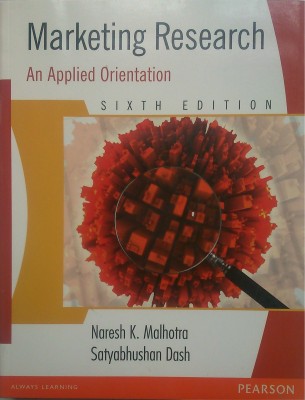 Marketing Research
An Applied Orientation
SIXTH EDITION
Naresh K. Malhotra
Satyabhushan Dash
ALWAYS LEARNING
PEARSON